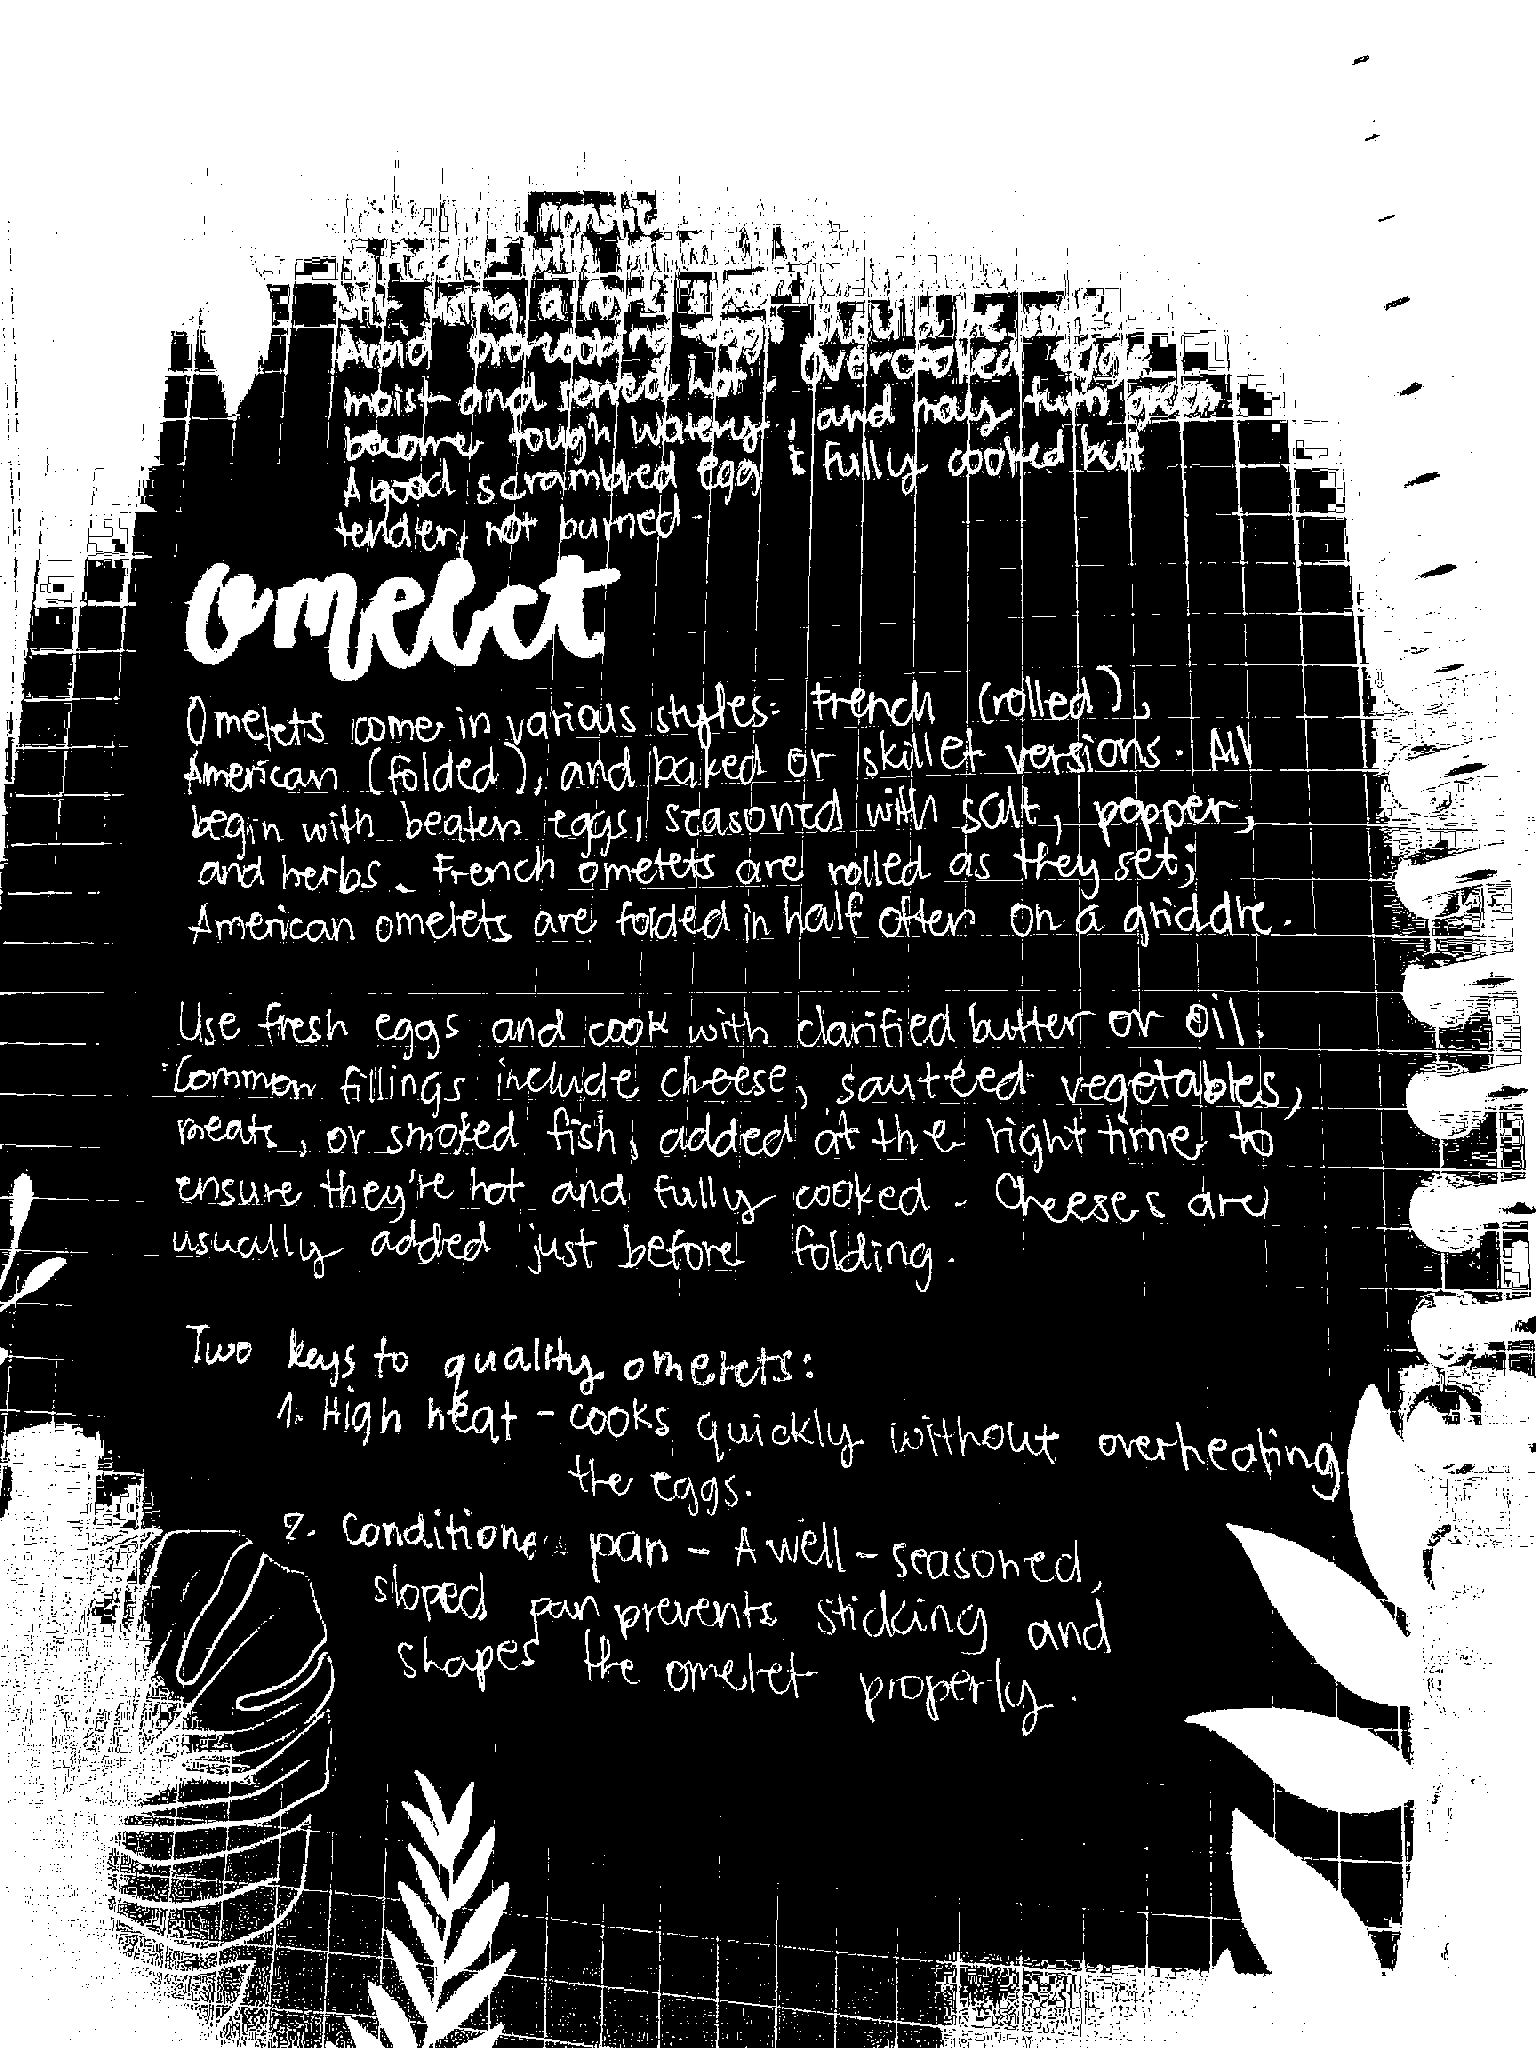 nonstic
griddle with
Stir using a fork spoon, or spatula
Avoid overcooking-eggs should be soft,
moist and served hot. Overcooked eggs
become tough watery, and may turn green
A good scrambled egg is fully cooked but
tender, not burned.
omelet
Omelets come in various styles: French (rolled),
American (folded), and baked or skillet versions. All
begin with beaten eggs, seasoned with salt, pepper,
and herbs. French omelets are rolled as they set;
American omelets are folded in half often on a griddle.
Use fresh eggs and cook with clarified butter or oil.
Common fillings include cheese, sautéed vegetables,
meats, or smoked fish, added at the right time to
ensure they're hot and fully cooked. Cheeses are
usually added just before folding.
Two keys to quality omelets:
1. High heat - cooks quickly without overheating
the eggs.
2. Conditione pan - A well-seasoned,
sloped pan prevents sticking and
shapes the omelet properly.